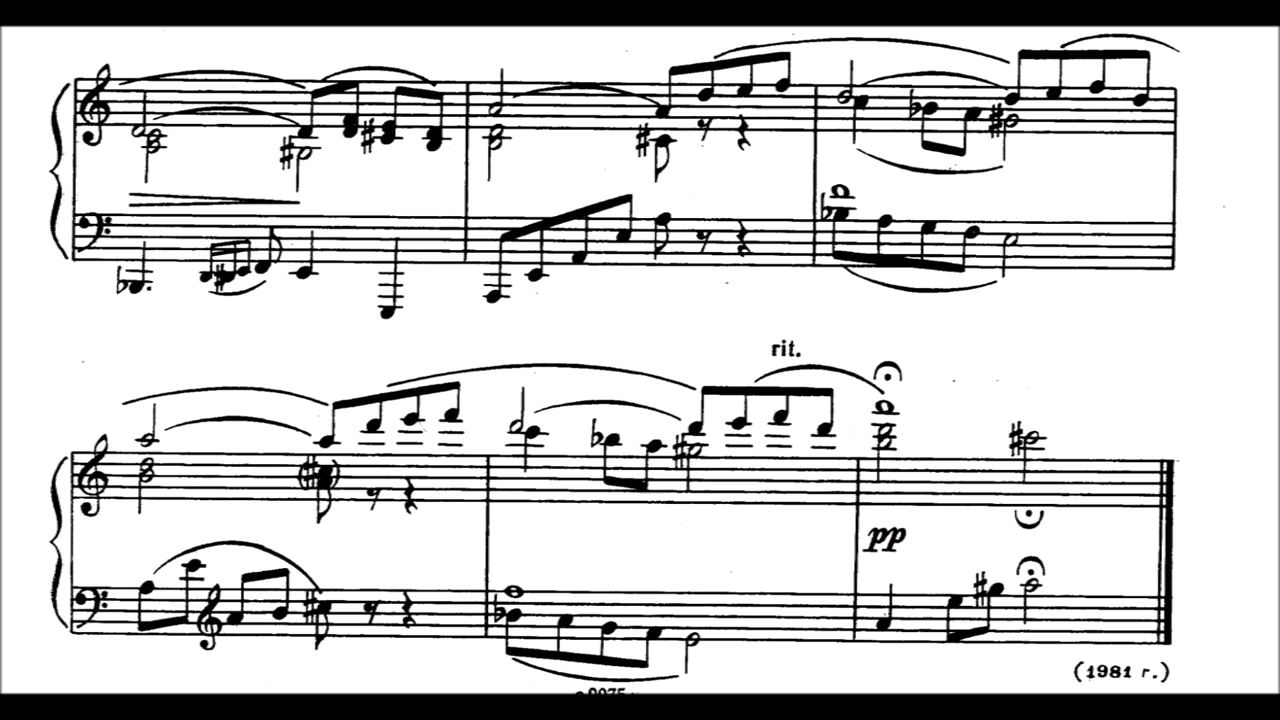 rit.
pp
(1981 г.)